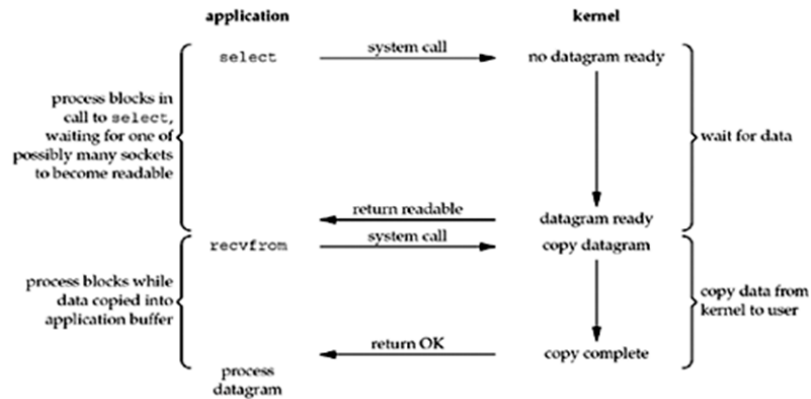 application
kernel
select
system call
no datagram ready
process blocks in
call to select,
waiting for one of
possibly many sockets
to become readable
wait for data
return readable
datagram ready
recvfrom
system call
copy datagram
process blocks while
data copied into
application buffer
copy data from
kernel to user
return OK
copy complete
process
datagram